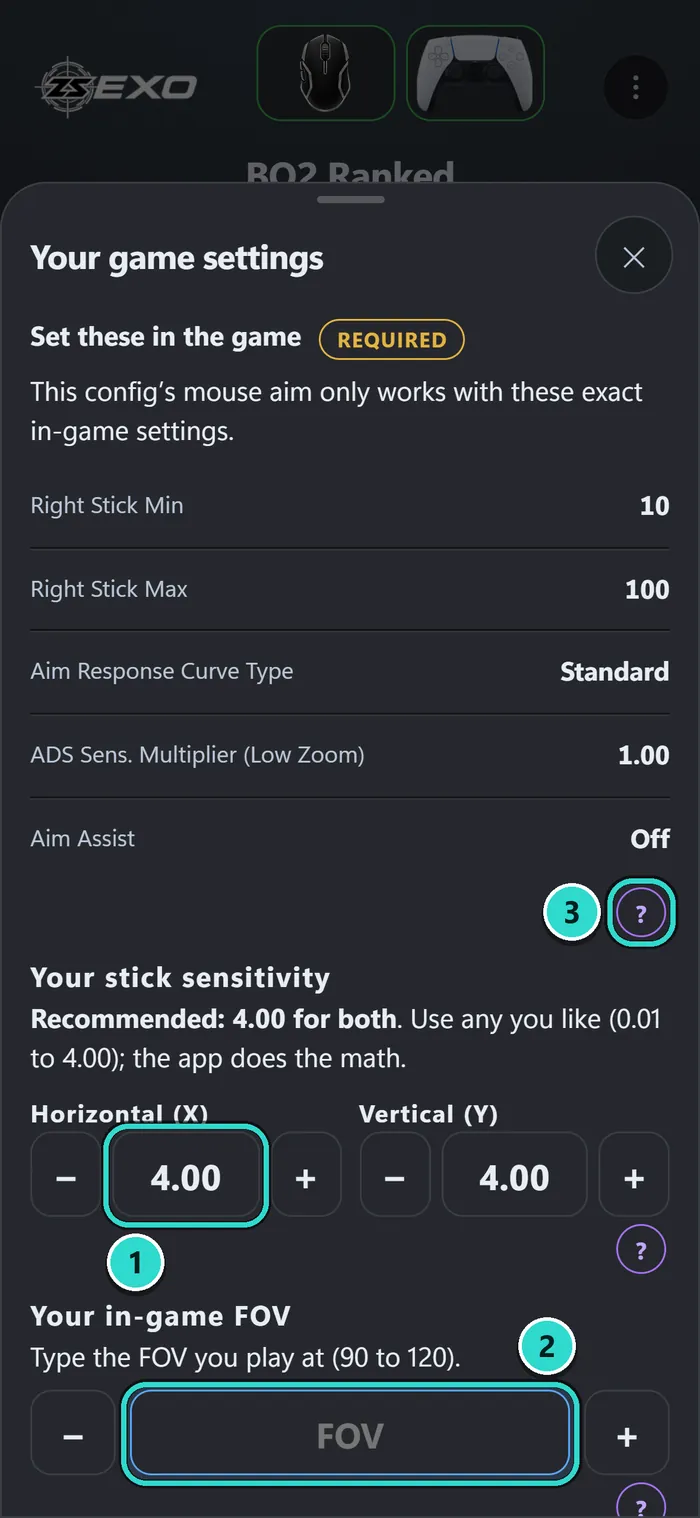 ZS EXO
BO2 Ranked
Your game settings
Set these in the game REQUIRED
This config’s mouse aim only works with these exact
in-game settings.
Right Stick Min 10
Right Stick Max 100
Aim Response Curve Type Standard
ADS Sens. Multiplier (Low Zoom) 1.00
Aim Assist Off
3 ?
Your stick sensitivity
Recommended: 4.00 for both. Use any you like (0.01
to 4.00); the app does the math.
Horizontal (X) Vertical (Y)
− 4.00 + − 4.00 +
1 ?
Your in-game FOV
2
Type the FOV you play at (90 to 120).
− FOV +
?